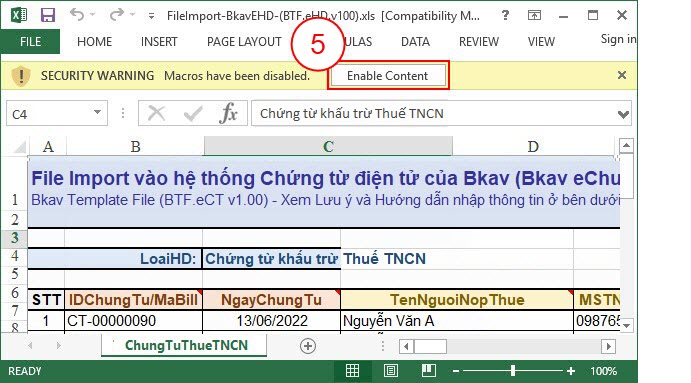 FileImport-BkavEHD-(BTF.eHD.v100).xls [Compatibility M...
FILE HOME INSERT PAGE LAYOUT ULAS DATA REVIEW VIEW Sign in
5
SECURITY WARNING Macros have been disabled. Enable Content
C4 fx Chứng từ khấu trừ Thuế TNCN
A B C D
1 File Import vào hệ thống Chứng từ điện tử của Bkav (Bkav eChu
Bkav Template File (BTF.eCT v1.00) - Xem Lưu ý và Hướng dẫn nhập thông tin ở bên dưới
2
3
4 LoaiHD: Chứng từ khấu trừ Thuế TNCN
5
6 STT IDChungTu/MaBill NgayChungTu TenNguoiNopThue MSTN
7 1 CT-00000090 13/06/2022 Nguyễn Văn A 09876
8
ChungTuThueTNCN
READY 100%